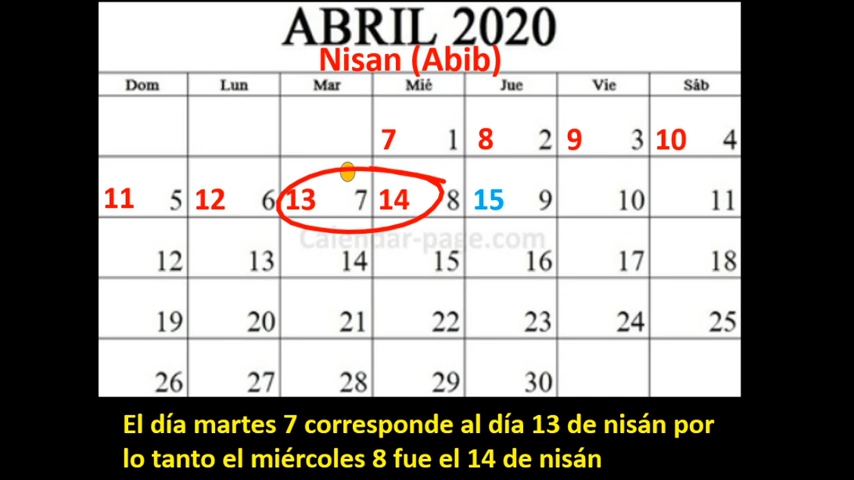 ABRIL 2020
Nisan (Abib)
Dom Lun Mar Mié Jue Vie Sáb
7 1 8 2 9 3 10 4
11 5 12 6 13 7 14 8 15 9 10 11
Calendar-page.com
12 13 14 15 16 17 18
19 20 21 22 23 24 25
26 27 28 29 30
El día martes 7 corresponde al día 13 de nisán por
lo tanto el miércoles 8 fue el 14 de nisán